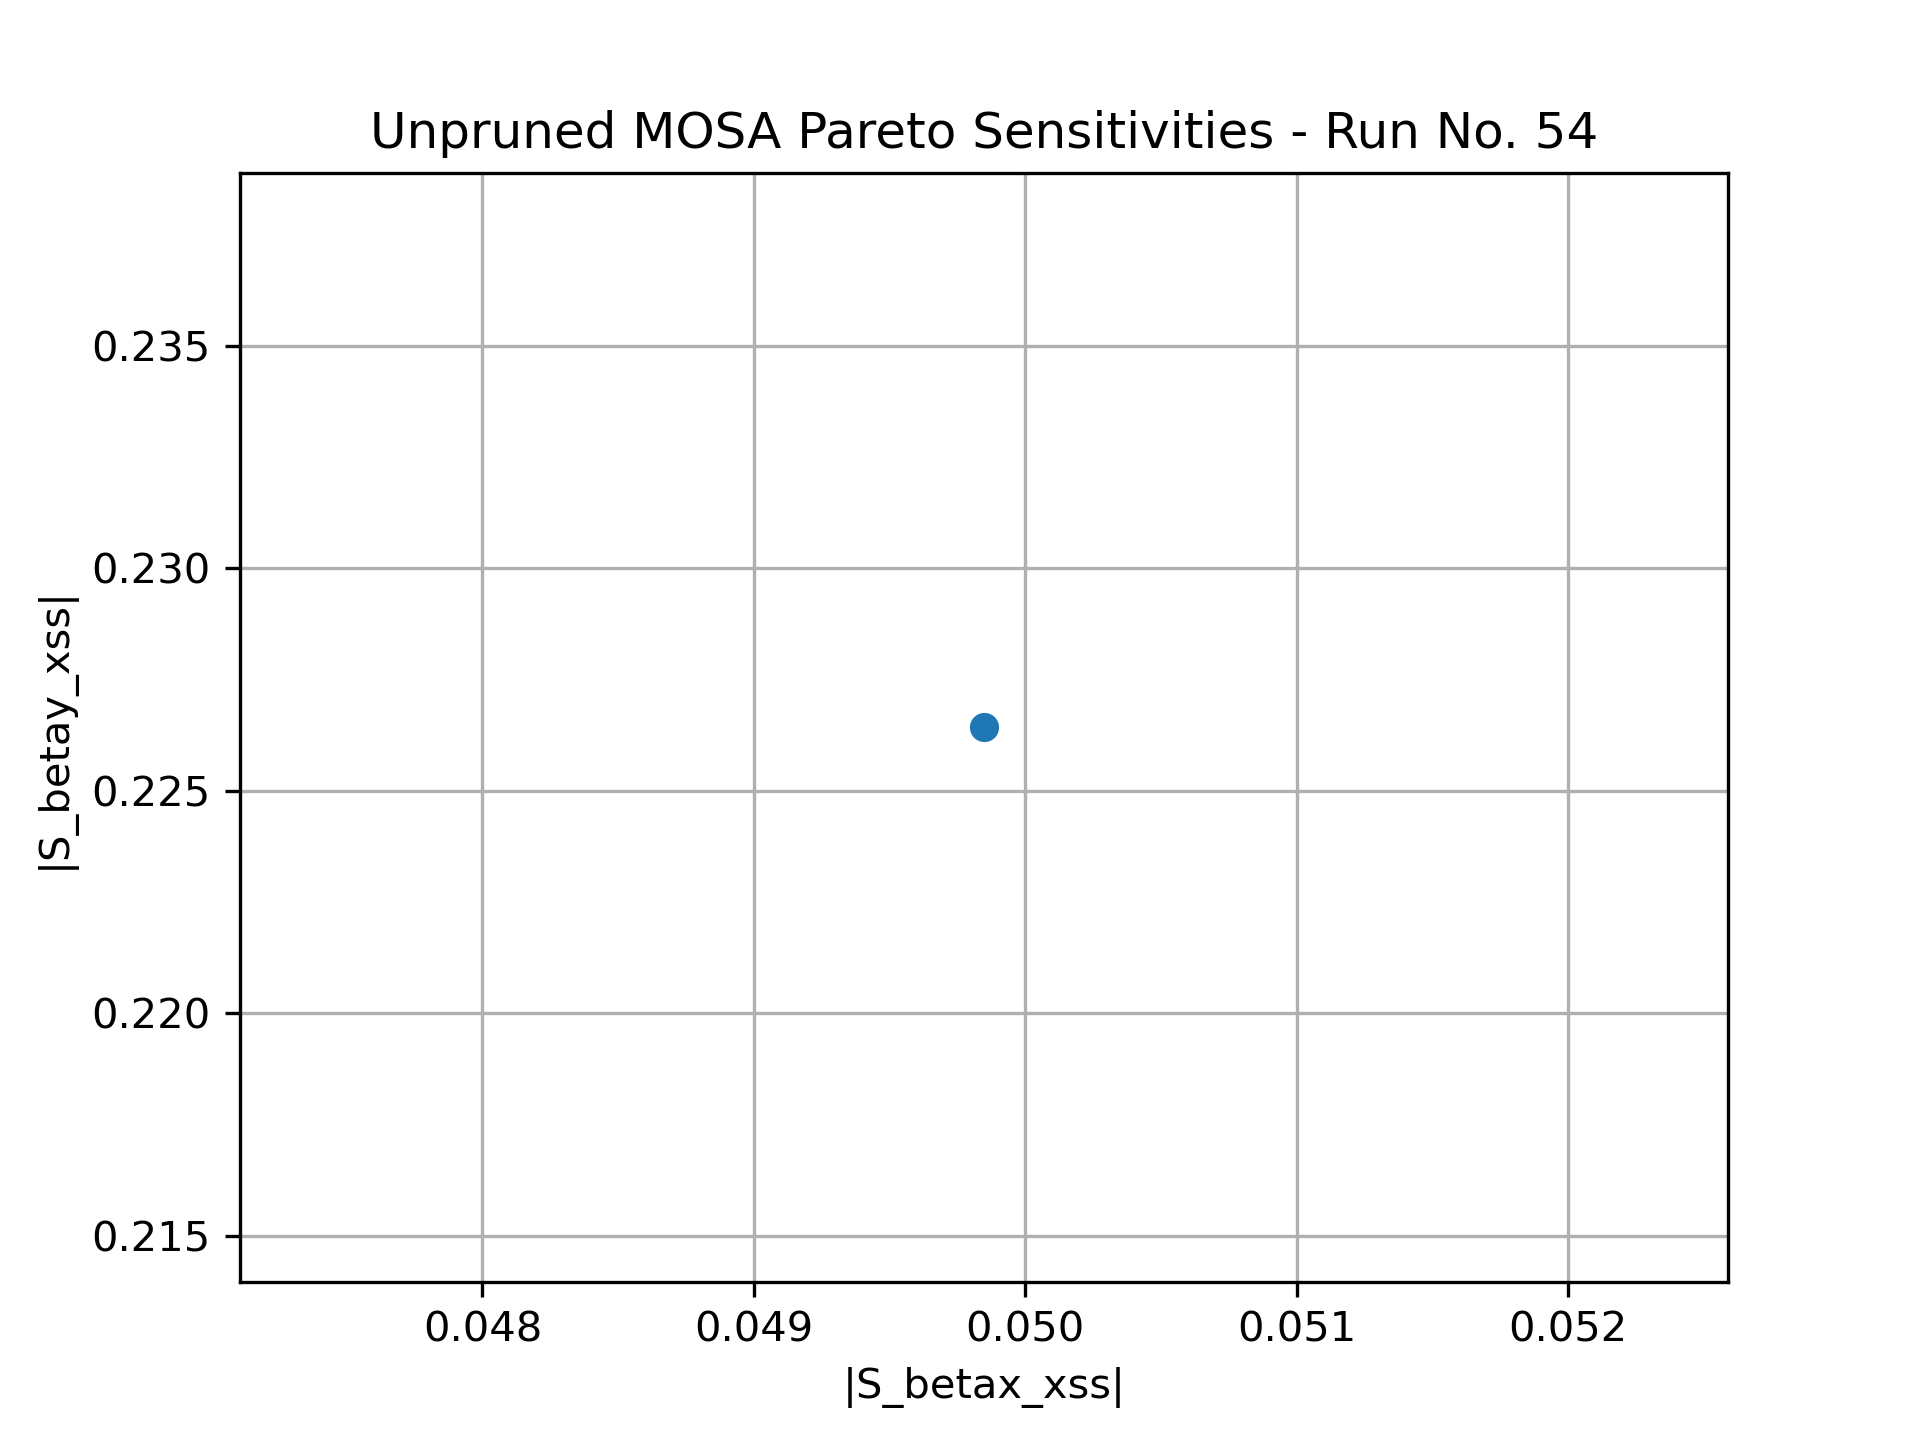 Unpruned MOSA Pareto Sensitivities - Run No. 54
|S_betay_xss|
0.235
0.230
0.225
0.220
0.215
0.048 0.049 0.050 0.051 0.052
|S_betax_xss|